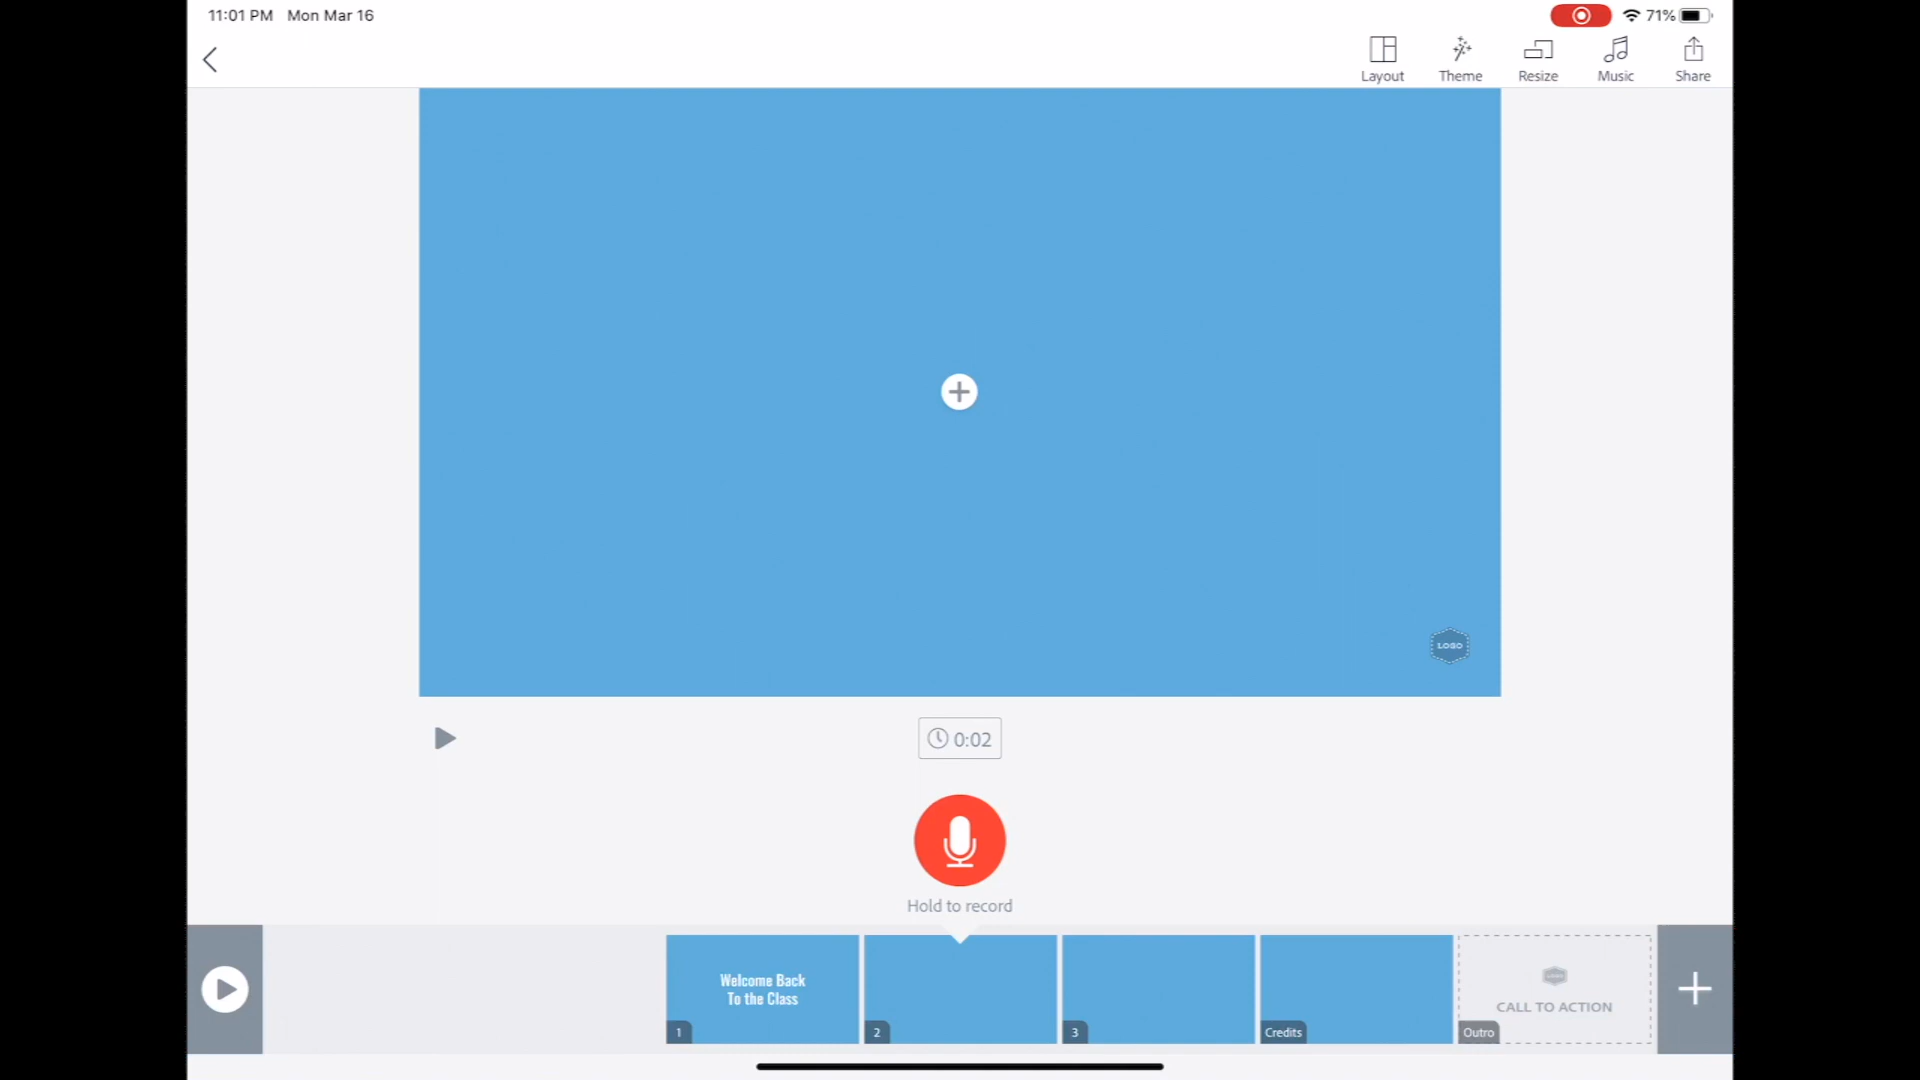 11:01 PM Mon Mar 16
71%
Layout
Theme
Resize
Music
Share
LOGO
0:02
Hold to record
Welcome Back
To the Class
CALL TO ACTION
1
2
3
Credits
Outro